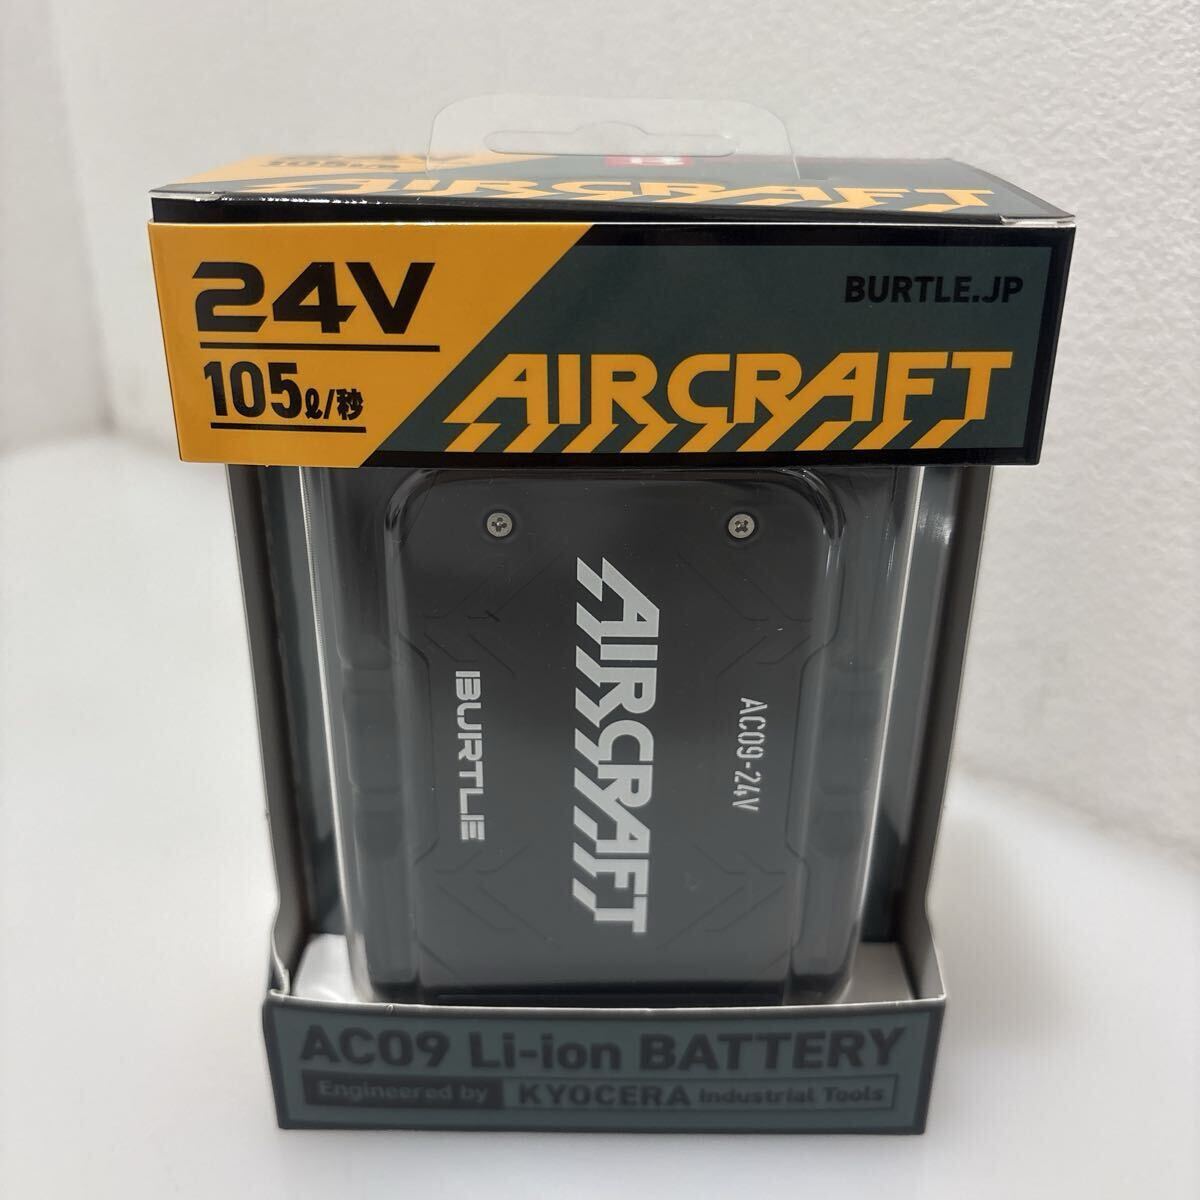 AIRCRAFT
24V
105ℓ/秒
BURTLE.JP
AIRCRAFT
AIRCRAFT
BURTLE
AC09-24V
AC09 Li-ion BATTERY
Engineered by KYOCERA Industrial Tools